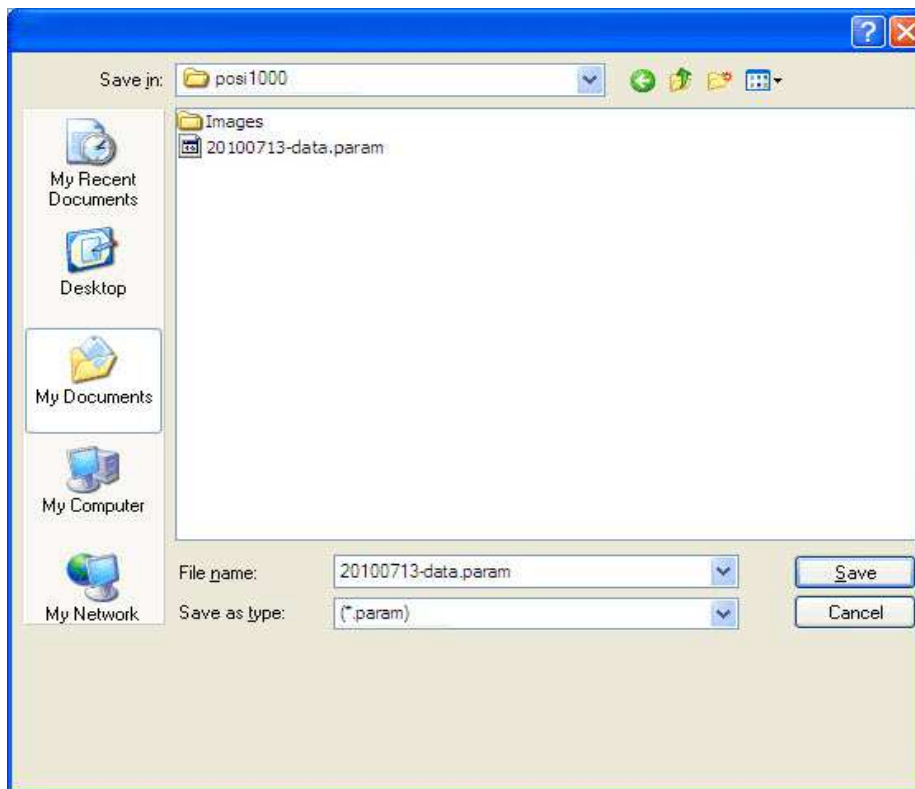 Save in:
posi1000
Images
20100713-data.param
My Recent
Documents
Desktop
My Documents
My Computer
My Network
File name:
20100713-data.param
Save
Save as type:
(*.param)
Cancel